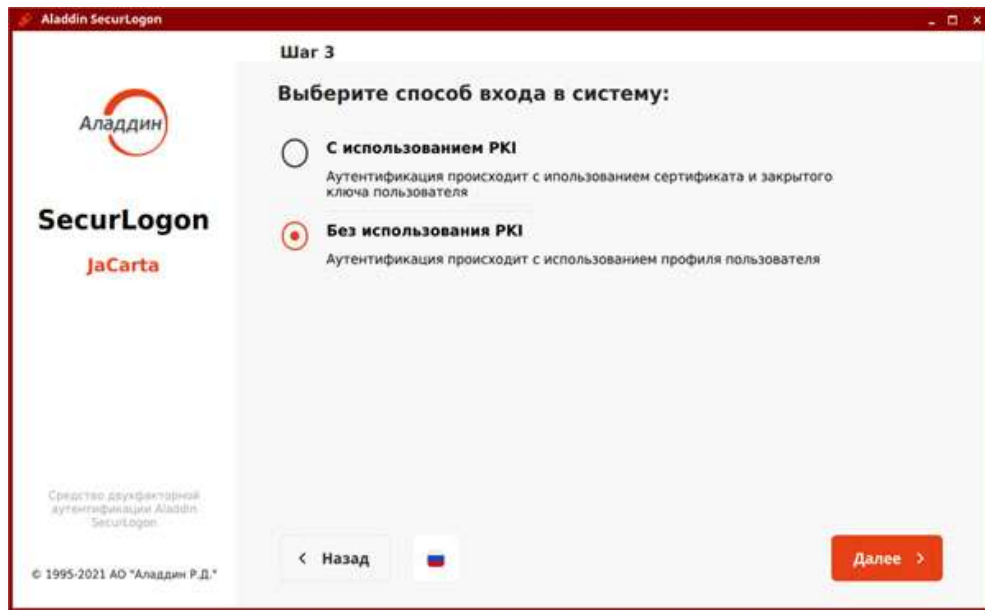 Aladdin SecurLogon
Шаг 3
Аладдин
SecurLogon
JaCarta
Средство двухфакторной
аутентификации Aladdin
SecurLogon
© 1995-2021 АО "Аладдин Р.Д."
Выберите способ входа в систему:
С использованием PKI
Аутентификация происходит с ипользованием сертификата и закрытого
ключа пользователя
Без использования PKI
Аутентификация происходит с использованием профиля пользователя
Назад
Далее